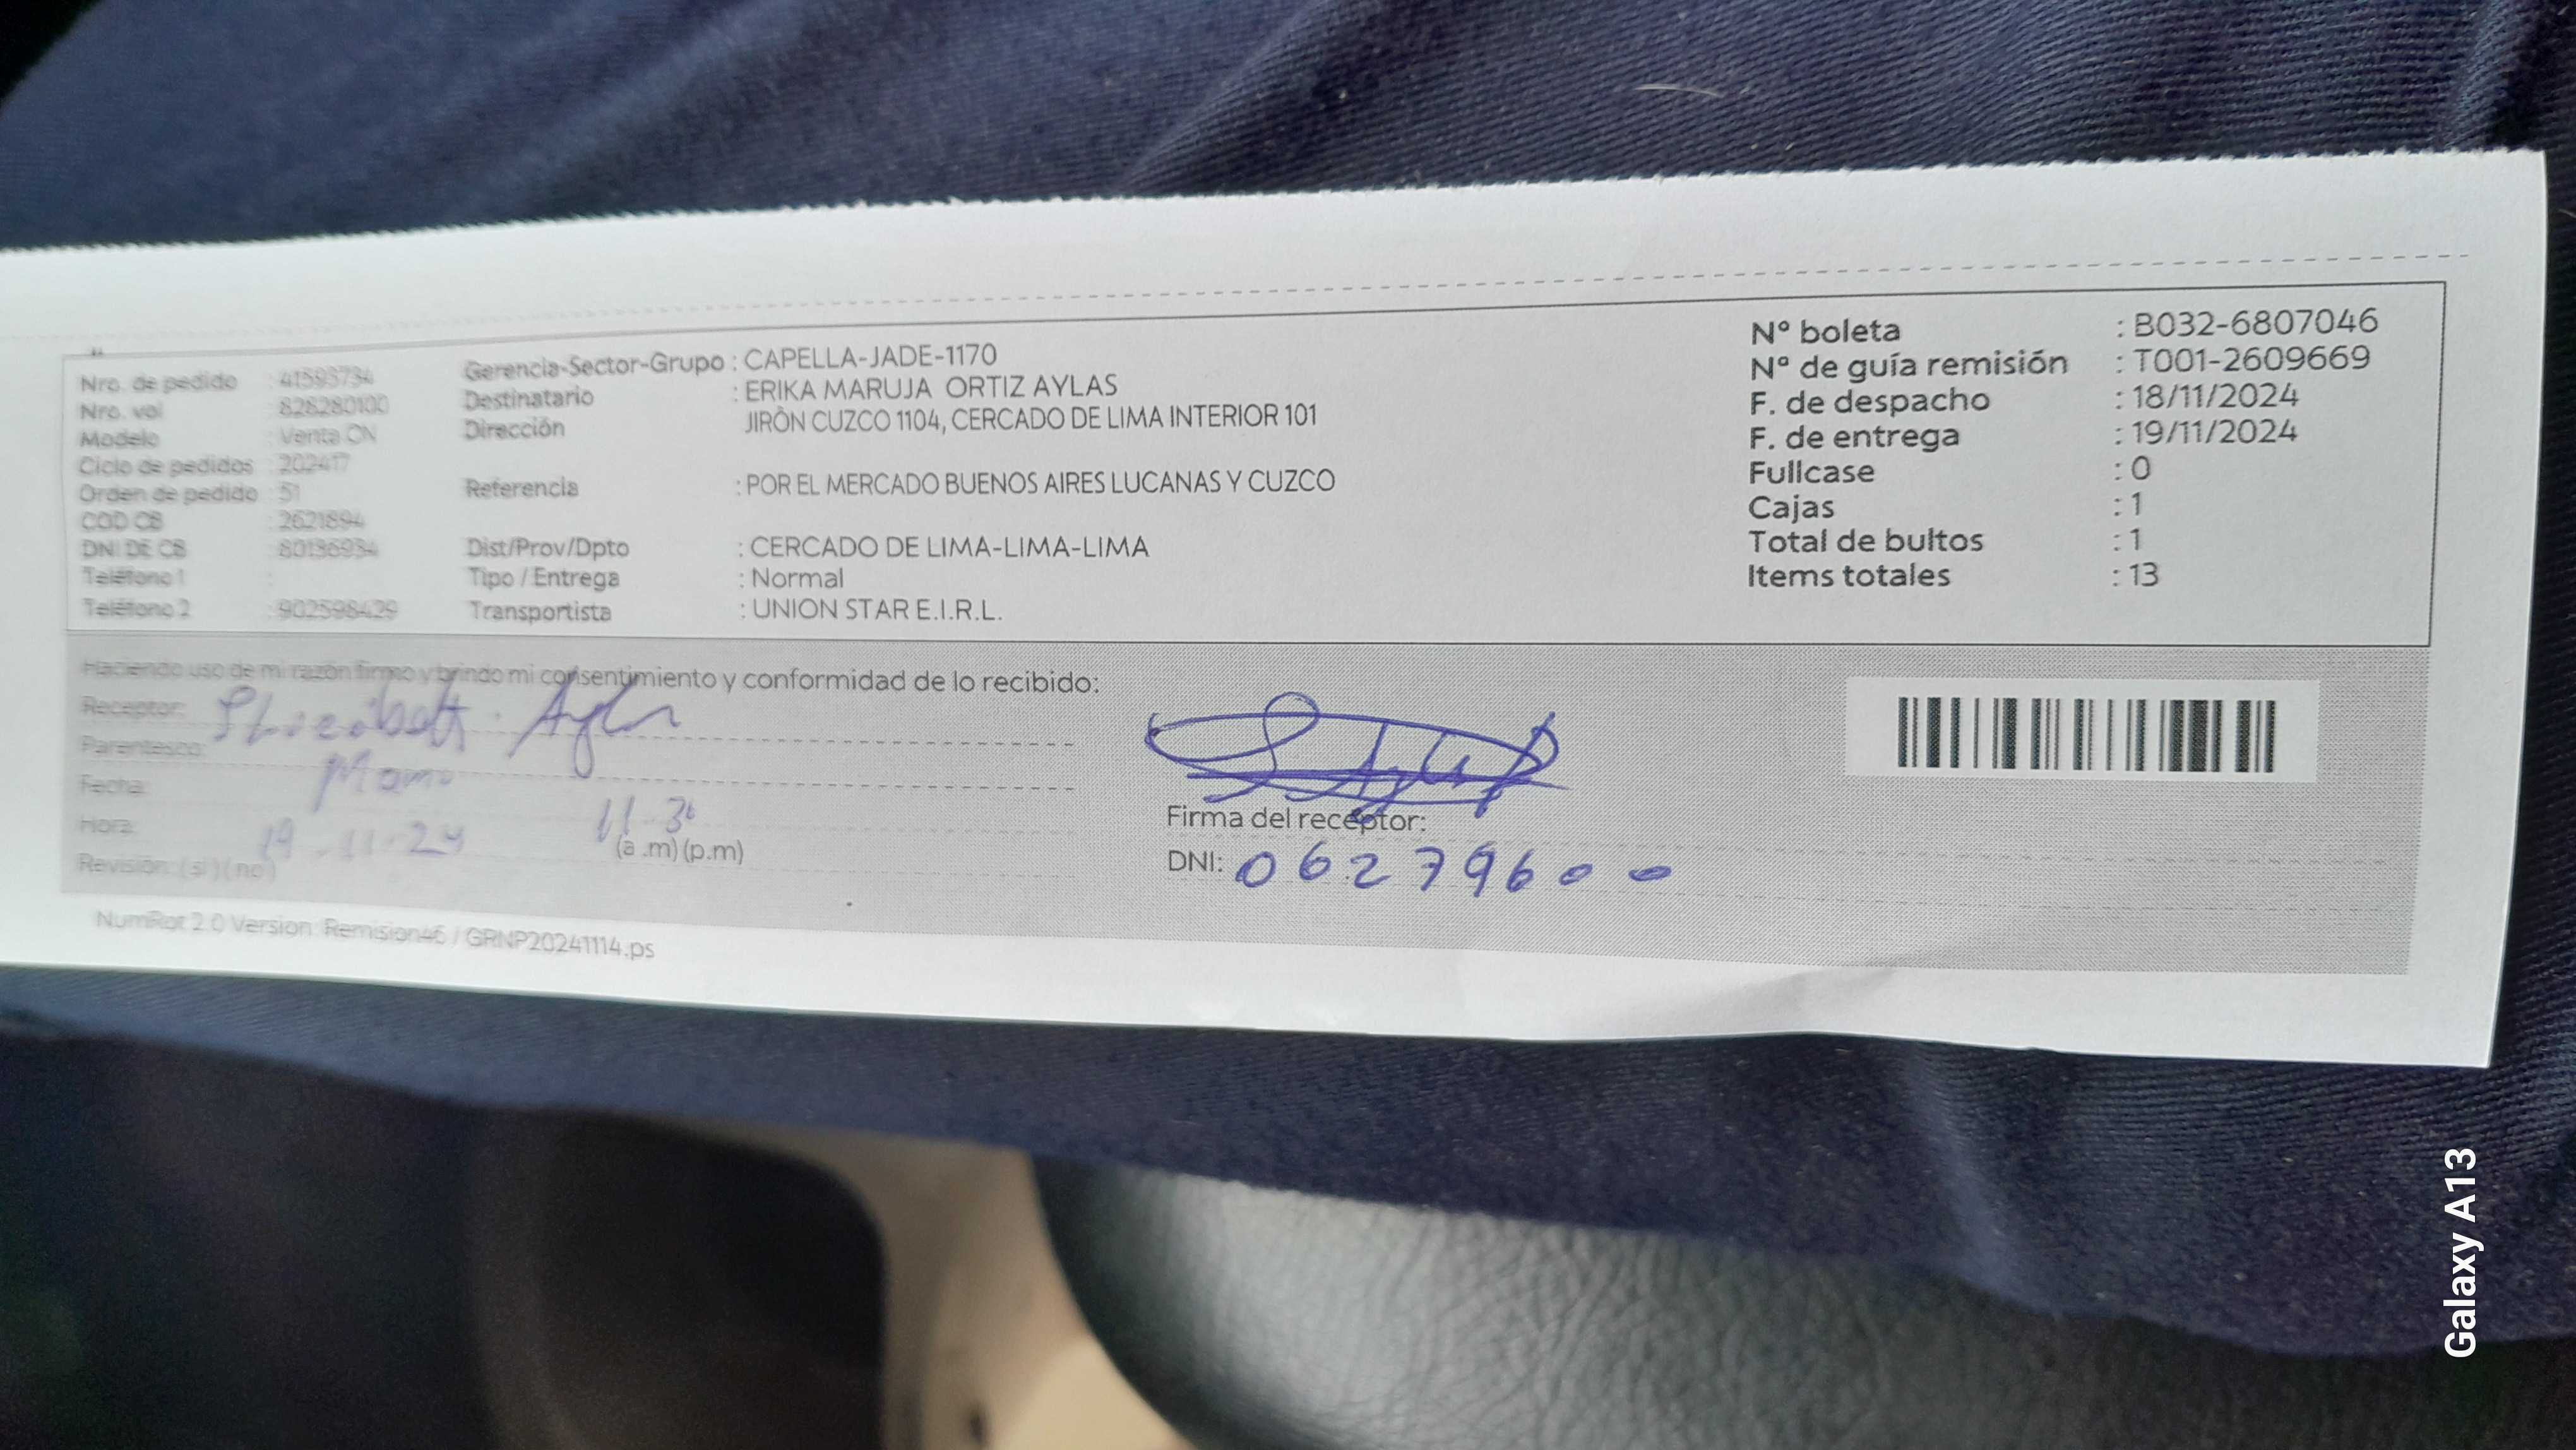 Nro. de pedido : 41593734
Nro. vol : 828280100
Modelo : Venta CN
Ciclo de pedidos : 202417
Orden de pedido : 51
COD CB : 2621894
DNI DE CB : 80136934
Teléfono 1 :
Teléfono 2 : 902598429
Gerencia-Sector-Grupo : CAPELLA-JADE-1170
Destinatario : ERIKA MARUJA ORTIZ AYLAS
Dirección JIRÒN CUZCO 1104, CERCADO DE LIMA INTERIOR 101
Referencia : POR EL MERCADO BUENOS AIRES LUCANAS Y CUZCO
Dist/Prov/Dpto : CERCADO DE LIMA-LIMA-LIMA
Tipo / Entrega : Normal
Transportista : UNION STAR E.I.R.L.
Nº boleta : B032-6807046
Nº de guía remisión : T001-2609669
F. de despacho : 18/11/2024
F. de entrega : 19/11/2024
Fullcase : 0
Cajas : 1
Total de bultos : 1
Items totales : 13
Haciendo uso de mi razón firmo y brindo mi consentimiento y conformidad de lo recibido:
Receptor:
Parentesco: Mama
Fecha: 19-11-24
Hora: 11-30 (a .m) (p.m)
Revisión: ( si ) ( no )
Firma del receptor:
DNI: 06279600
NumRot 2.0 Version: Remision46 / GRNP20241114.ps
Galaxy A13